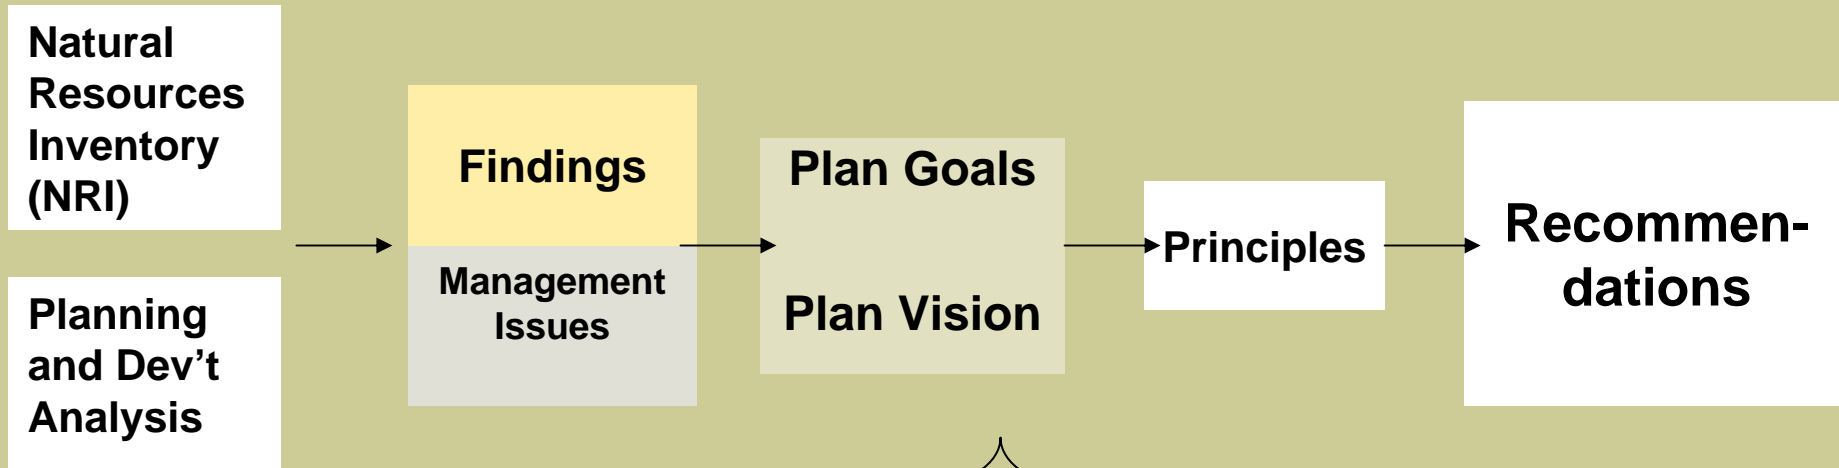 Natural
Resources
Inventory
(NRI)
Planning
and Dev’t
Analysis
Findings
Management
Issues
Plan Goals
Plan Vision
Principles
Recommen-
dations